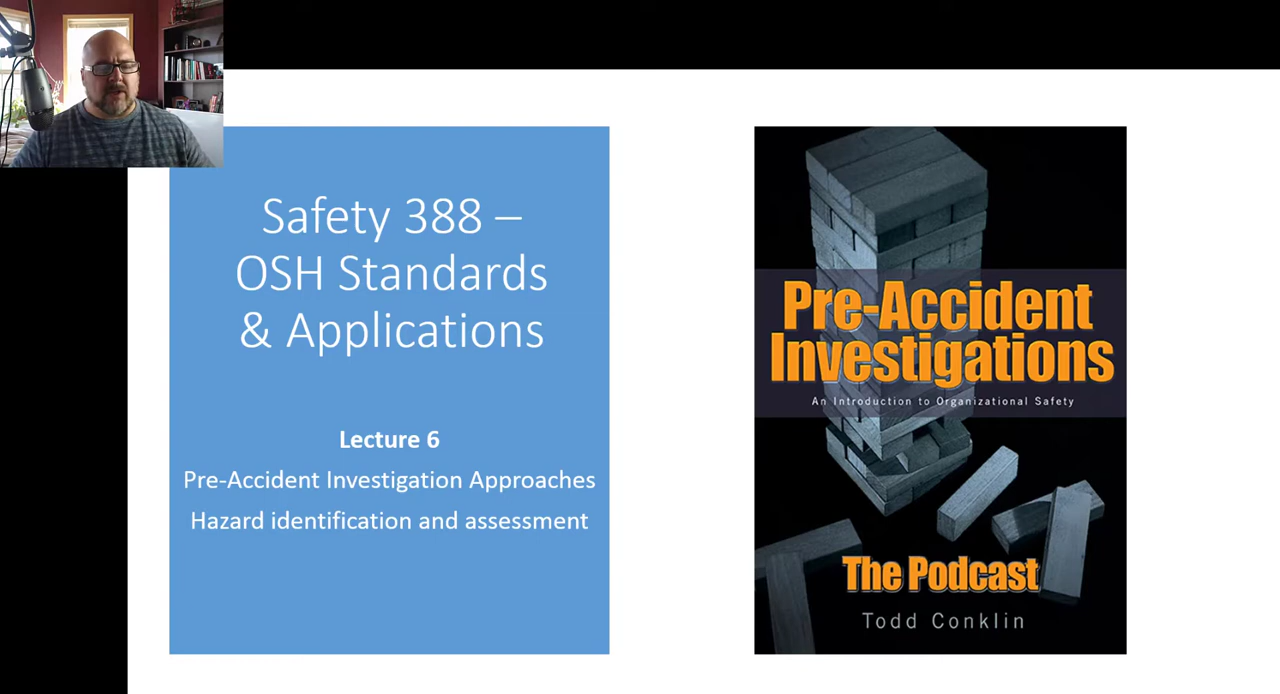 Safety 388 –
OSH Standards
& Applications
Lecture 6
Pre-Accident Investigation Approaches
Hazard identification and assessment
Pre-Accident
Investigations
An Introduction to Organizational Safety
The Podcast
Todd Conklin